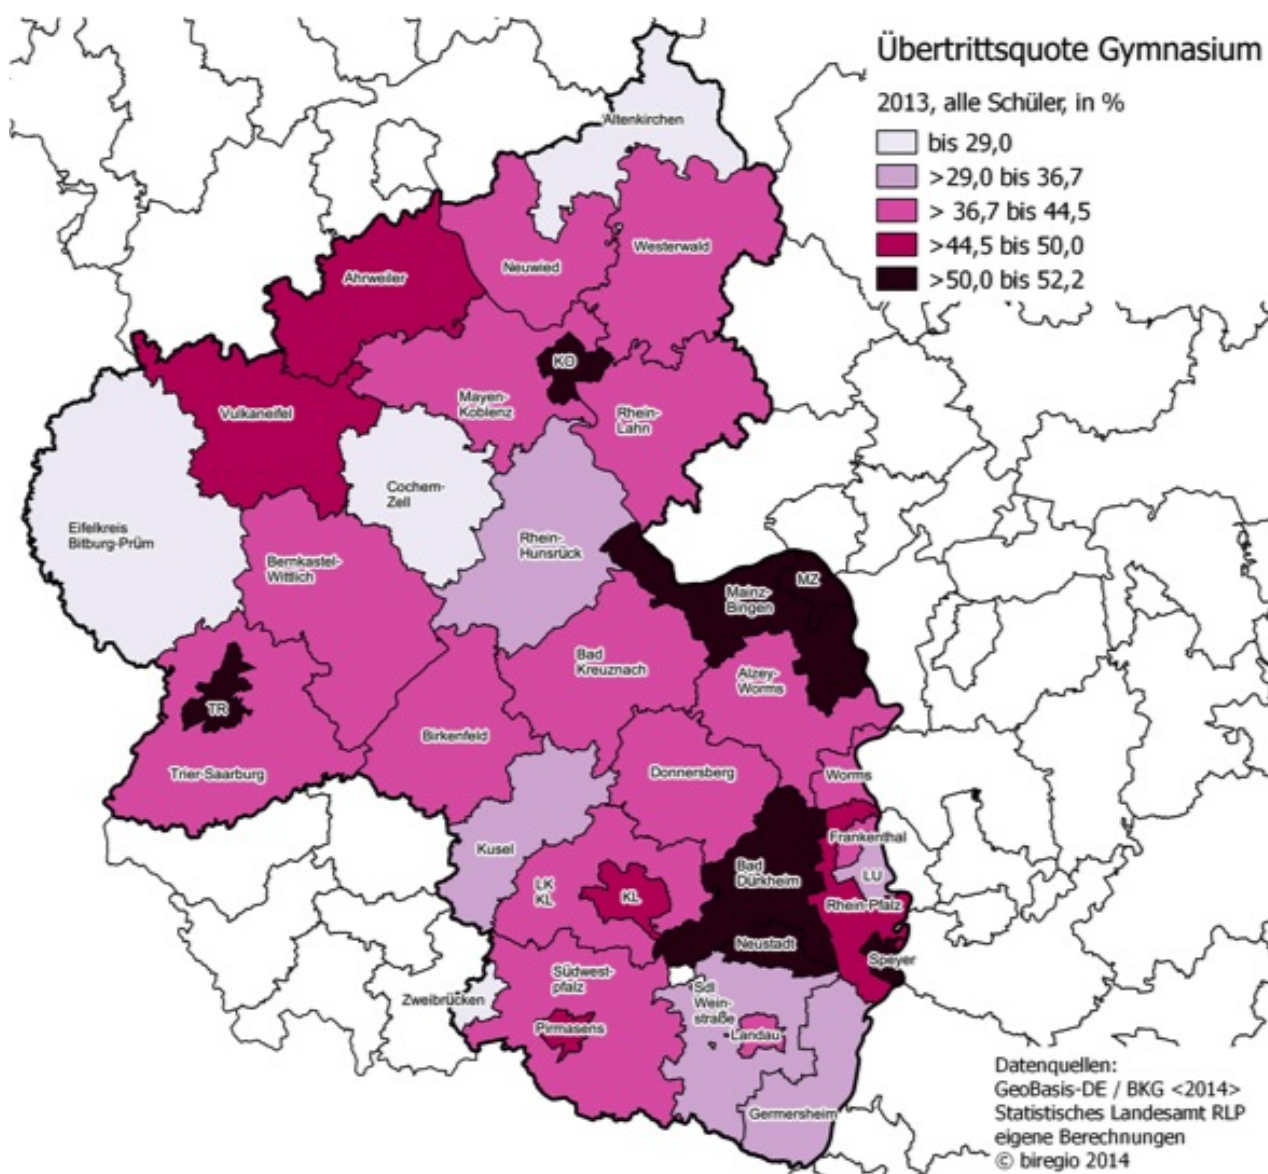 Übertrittsquote Gymnasium
2013, alle Schüler, in %
bis 29,0
>29,0 bis 36,7
> 36,7 bis 44,5
>44,5 bis 50,0
>50,0 bis 52,2
Altenkirchen
Westerwald
Neuwied
Ahrweiler
KO
Mayen-
Koblenz
Rhein-
Lahn
Vulkaneifel
Cochem-
Zell
Eifelkreis
Bitburg-Prüm
Rhein-
Hunsrück
Bernkastel-
Wittlich
MZ
Mainz-
Bingen
Bad
Kreuznach
Alzey-
Worms
TR
Birkenfeld
Trier-Saarburg
Donnersberg
Worms
Frankenthal
Kusel
Bad
Dürkheim
LU
LK
KL
KL
Rhein-Pfalz
Neustadt
Speyer
Südwest-
pfalz
Zweibrücken
Sdl
Wein-
straße
Pirmasens
Landau
Germersheim
Datenquellen:
GeoBasis-DE / BKG <2014>
Statistisches Landesamt RLP
eigene Berechnungen
© biregio 2014